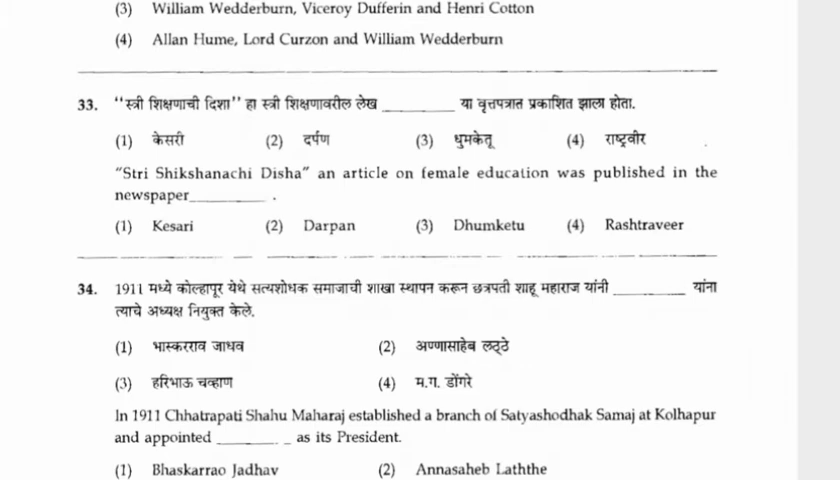 (3) William Wedderburn, Viceroy Dufferin and Henri Cotton
(4) Allan Hume, Lord Curzon and William Wedderburn
33. “स्त्री शिक्षणाची दिशा” हा स्त्री शिक्षणावरील लेख ________ या वृत्तपत्रात प्रकाशित झाला होता.
(1) केसरी (2) दर्पण (3) धुमकेतू (4) राष्ट्रवीर
“Stri Shikshanachi Disha” an article on female education was published in the
newspaper________ .
(1) Kesari (2) Darpan (3) Dhumketu (4) Rashtraveer
34. 1911 मध्ये कोल्हापूर येथे सत्यशोधक समाजाची शाखा स्थापन करून छत्रपती शाहू महाराज यांनी ________ यांना
त्याचे अध्यक्ष नियुक्त केले.
(1) भास्करराव जाधव (2) अण्णासाहेब लठ्ठे
(3) हरिभाऊ चव्हाण (4) म.ग. डोंगरे
In 1911 Chhatrapati Shahu Maharaj established a branch of Satyashodhak Samaj at Kolhapur
and appointed ________ as its President.
(1) Bhaskarrao Jadhav (2) Annasaheb Laththe